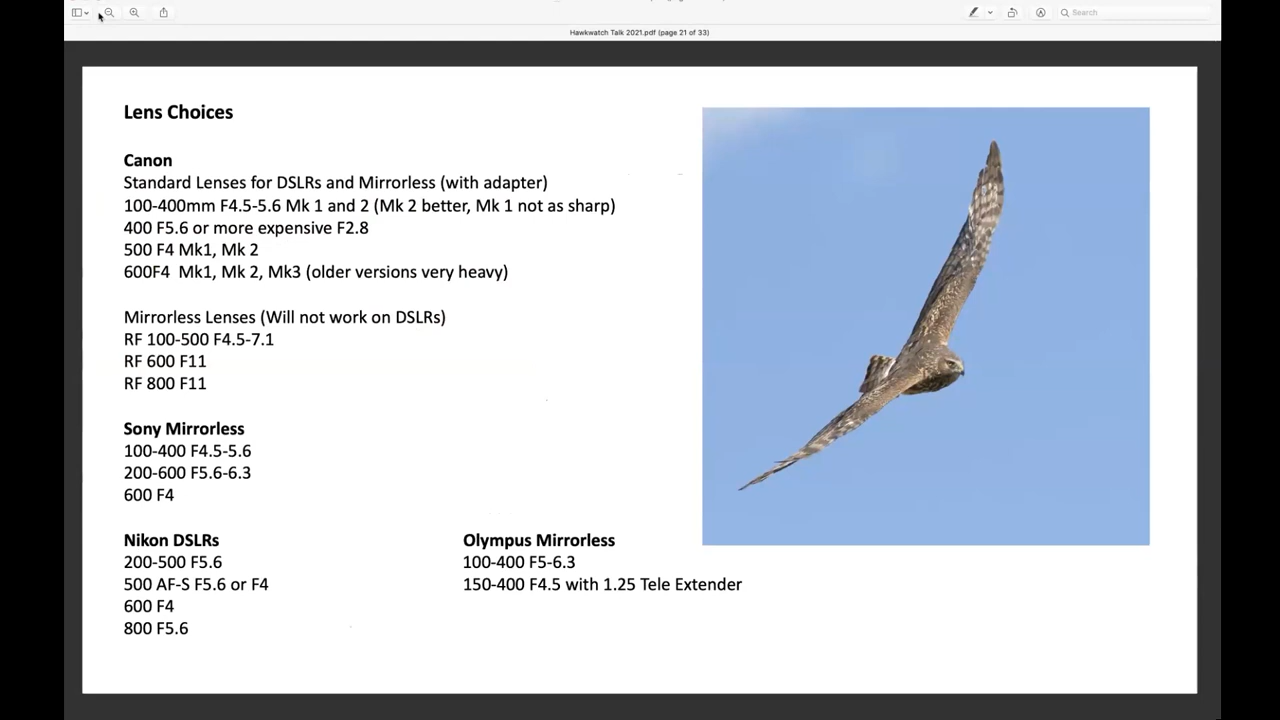 Search
Hawkwatch Talk 2021.pdf (page 21 of 33)
Lens Choices
Canon
Standard Lenses for DSLRs and Mirrorless (with adapter)
100-400mm F4.5-5.6 Mk 1 and 2 (Mk 2 better, Mk 1 not as sharp)
400 F5.6 or more expensive F2.8
500 F4 Mk1, Mk 2
600F4  Mk1, Mk 2, Mk3 (older versions very heavy)
Mirrorless Lenses (Will not work on DSLRs)
RF 100-500 F4.5-7.1
RF 600 F11
RF 800 F11
Sony Mirrorless
100-400 F4.5-5.6
200-600 F5.6-6.3
600 F4
Nikon DSLRs
200-500 F5.6
500 AF-S F5.6 or F4
600 F4
800 F5.6
Olympus Mirrorless
100-400 F5-6.3
150-400 F4.5 with 1.25 Tele Extender